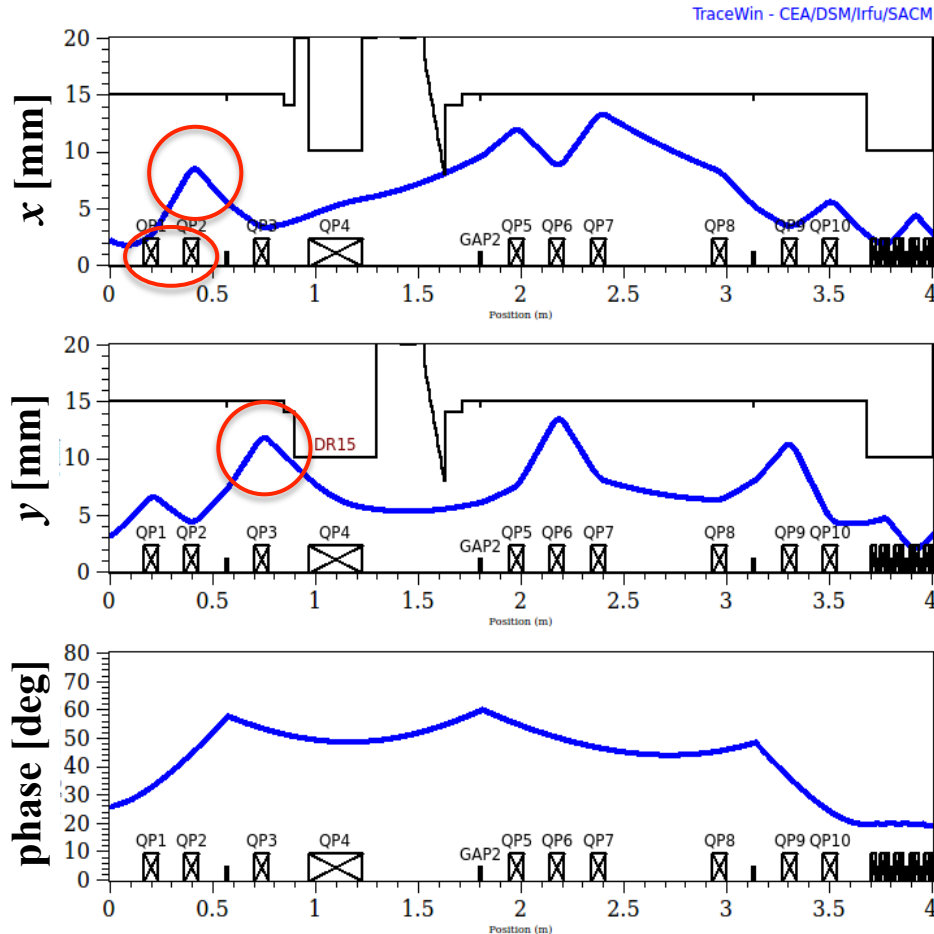 TraceWin - CEA/DSM/Irfu/SACM
20
15
10
5
0
x [mm]
QP1 QP2 QP3 QP4 GAP2 QP5 QP6 QP7 QP8 QP9 QP10
0 0.5 1 1.5 2 2.5 3 3.5 4
Position (m)
20
15
10
5
0
y [mm]
DR15
QP1 QP2 QP3 QP4 GAP2 QP5 QP6 QP7 QP8 QP9 QP10
0 0.5 1 1.5 2 2.5 3 3.5 4
Position (m)
80
70
60
50
40
30
20
10
0
phase [deg]
QP1 QP2 QP3 QP4 GAP2 QP5 QP6 QP7 QP8 QP9 QP10
0 0.5 1 1.5 2 2.5 3 3.5 4
Position (m)